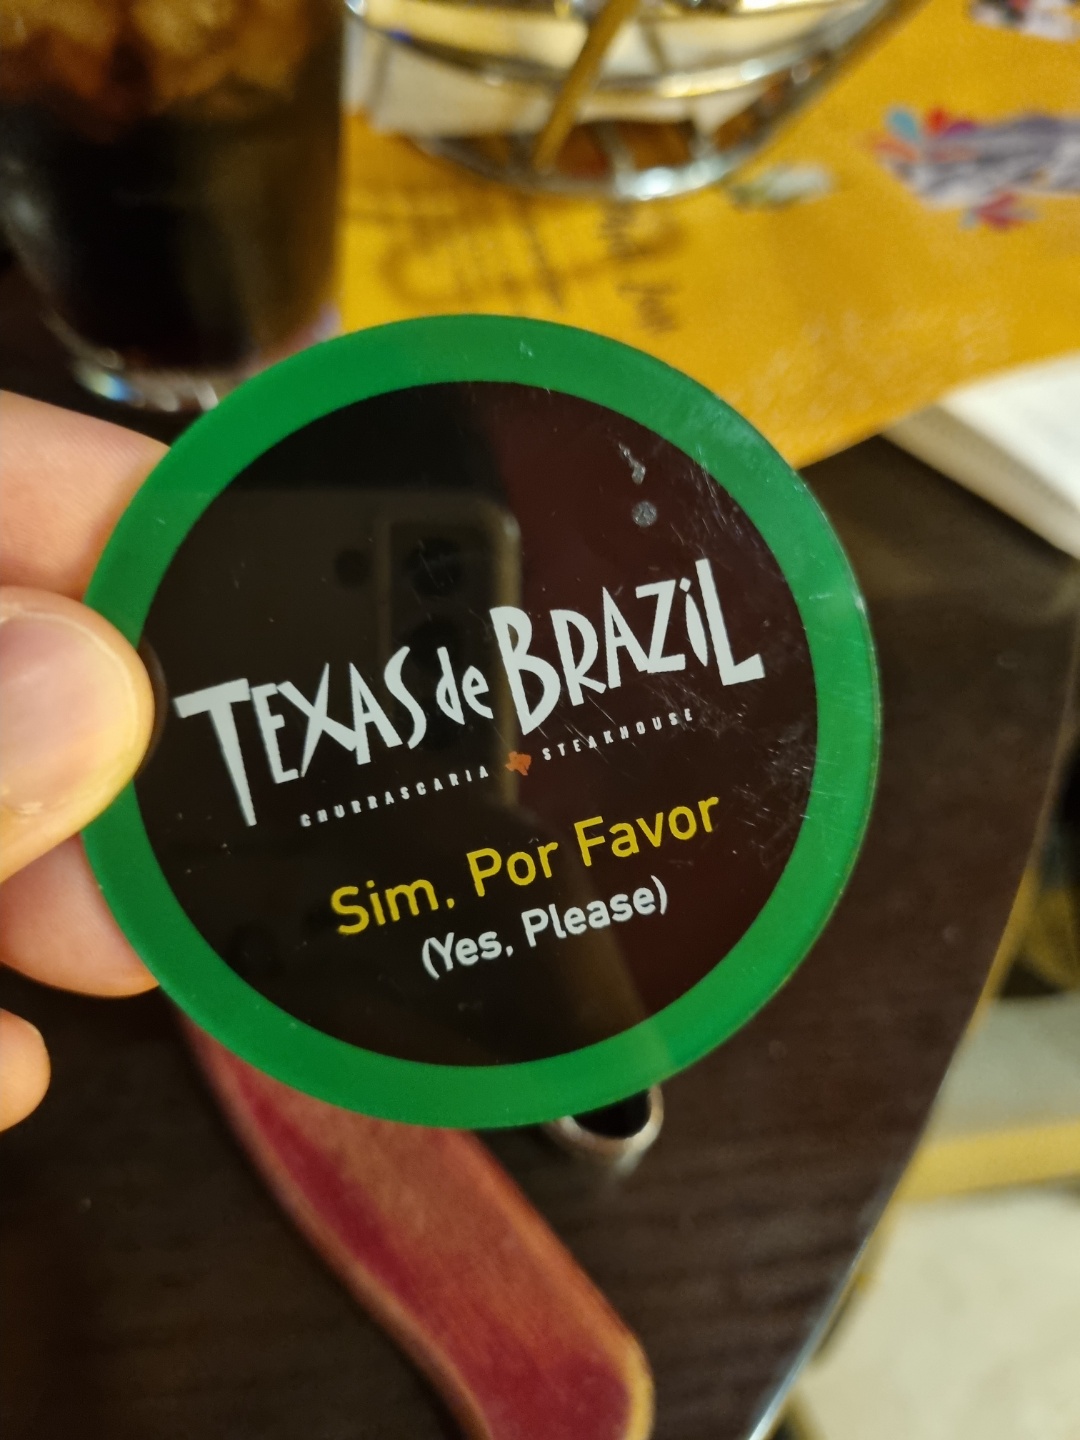 TEXAS de BRAZiL
CHURRASCARIA STEAKHOUSE
Sim, Por Favor
(Yes, Please)